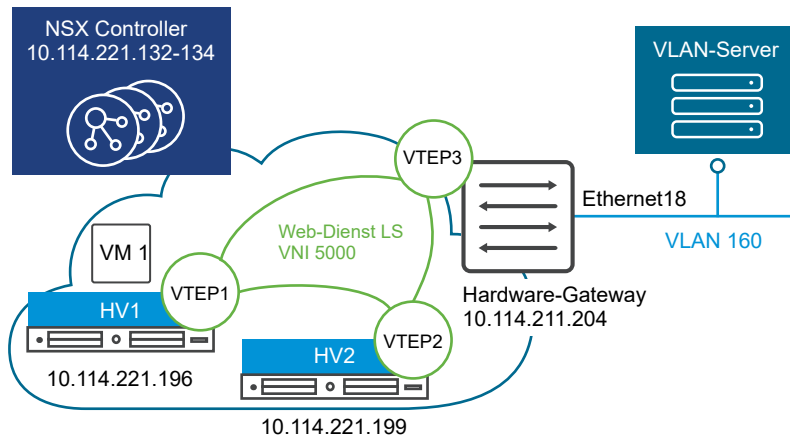 NSX Controller
10.114.221.132-134
VLAN-Server
VTEP3
Ethernet18
VLAN 160
Web-Dienst LS
VNI 5000
VM 1
VTEP1
HV1
Hardware-Gateway
10.114.211.204
VTEP2
HV2
10.114.221.196
10.114.221.199